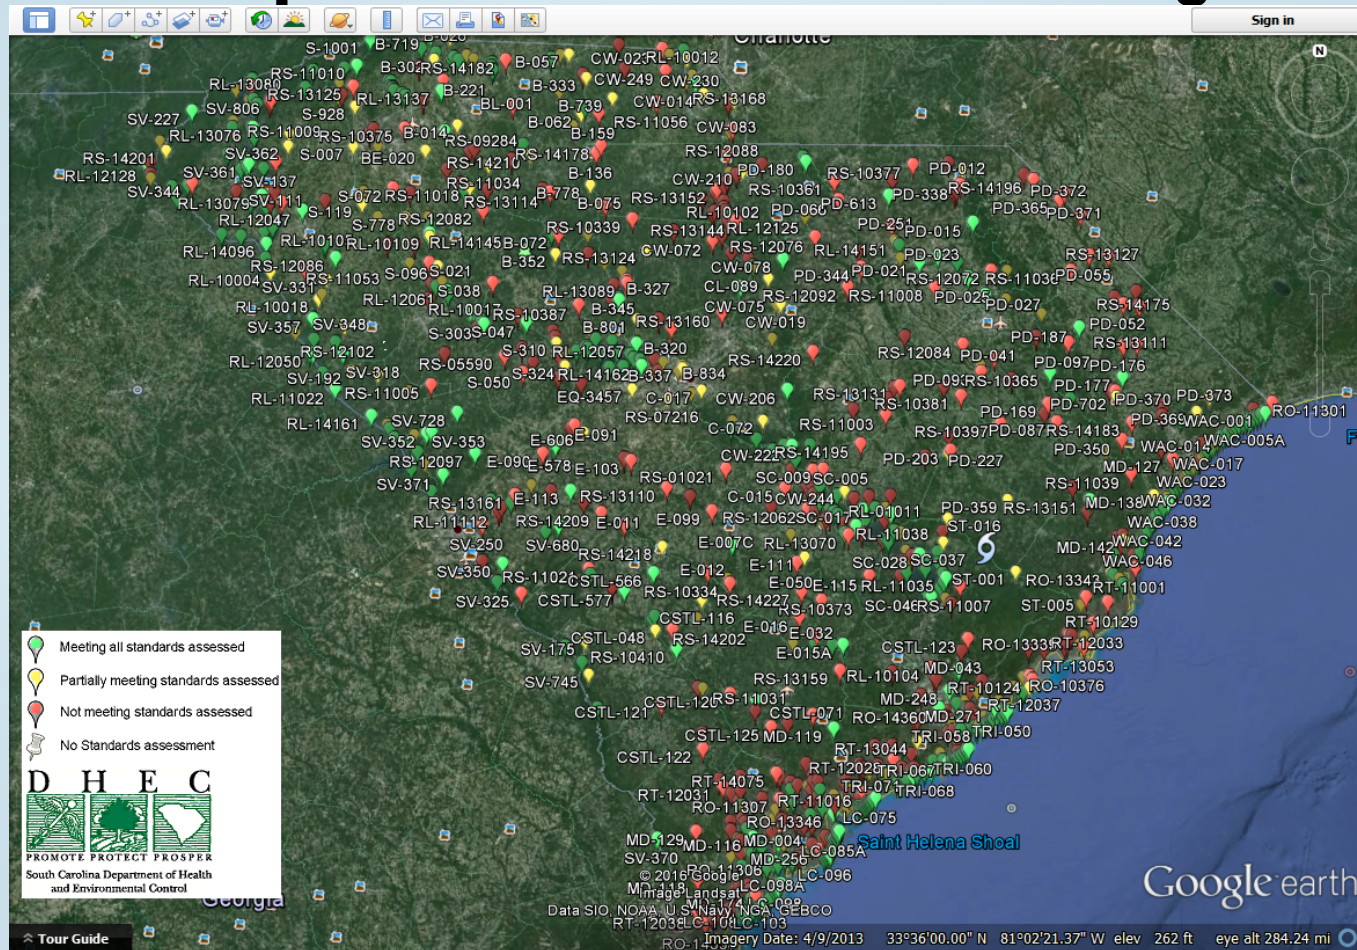 Sign in
Charlotte
N
S-1001
B-719
B-057
CW-023
RL-10012
RS-11010
B-302
RS-14182
CW-249
CW-230
RL-13080
RS-13125
RL-13137
B-221
B-333
CW-014
RS-13168
SV-806
S-928
BL-001
B-739
SV-227
B-062
RS-11056
RL-13076
RS-11009
RS-10375
B-014
RS-09284
B-159
CW-083
RS-14201
SV-362
S-007
BE-020
RS-14210
RS-14178
RS-12088
RL-12128
SV-361
SV-137
RS-11034
B-136
CW-210
PD-180
RS-10377
PD-012
SV-344
RL-13079
SV-111
S-072
RS-11018
RS-13114
B-778
B-075
RS-13152
RS-10361
PD-338
RS-14196
PD-372
RL-12047
S-119
S-778
RS-12082
RL-10102
PD-613
PD-365
PD-371
RL-14096
RL-10109
RL-14145
B-072
RS-10339
RS-13144
RL-12125
PD-251
PD-015
RS-12086
B-352
RS-13124
CW-072
RS-12076
RL-14151
PD-023
RS-13127
RL-10004
SV-331
RS-11053
S-096
S-021
CW-078
PD-344
PD-021
RS-12072
PD-055
RL-10018
RL-12061
S-038
RL-13089
B-327
CL-089
RS-12092
RS-11008
PD-027
RS-14175
SV-357
SV-348
RS-10387
B-345
CW-075
S-303
S-047
B-801
RS-13160
CW-019
PD-187
PD-052
RL-12050
RS-12102
RS-05590
S-310
RL-12057
B-320
RS-14220
RS-12084
PD-041
RS-13111
SV-192
SV-318
S-050
S-324
RL-14162
B-337
B-834
RS-10365
PD-097
PD-176
RL-11022
RS-11005
EQ-3457
C-017
CW-206
RS-13131
PD-177
RL-14161
SV-728
RS-07216
RS-10381
PD-169
PD-702
PD-370
PD-373
RO-11301
SV-352
SV-353
E-606
E-091
C-072
RS-11003
RS-10397
PD-087
RS-14183
PD-369
WAC-001
RS-12097
E-090
E-578
E-103
CW-222
RS-14195
PD-203
PD-227
PD-350
WAC-014
WAC-005A
SV-371
RS-01021
SC-009
SC-005
MD-127
WAC-017
RS-13161
E-113
RS-13110
C-015
CW-244
RS-11039
WAC-023
RL-11112
RS-14209
E-011
E-099
RS-12062
SC-017
RL-01011
PD-359
RS-13151
MD-138
WAC-032
SV-250
SV-680
E-007C
RL-13070
RL-11038
ST-016
WAC-038
SV-350
RS-14218
E-012
E-111
SC-028
SC-037
MD-142
WAC-042
RS-11021
CSTL-566
E-050
E-115
RL-11035
ST-001
RO-13343
WAC-046
SV-325
CSTL-577
RS-10334
RS-14227
RS-10373
SC-046
RS-11007
ST-005
RT-11001
CSTL-116
E-016
E-032
RT-10129
CSTL-048
RS-14202
E-015A
CSTL-123
RO-13339
RT-12033
SV-175
RS-10410
RS-13159
RL-10104
MD-043
RT-13053
SV-745
RS-11031
MD-248
RT-10124
RO-10376
CSTL-121
CSTL-120
CSTL-071
RO-14360
MD-271
RT-12037
CSTL-125
MD-119
TRI-058
TRI-050
CSTL-122
RT-13044
RT-14075
RT-12028
TRI-067
TRI-060
RT-12031
RO-11307
RT-11016
TRI-068
RO-13346
LC-075
MD-129
MD-116
MD-004
LC-085A
Saint Helena Shoal
SV-370
MD-256
LC-096
LC-098A
LC-103
RT-12038
Meeting all standards assessed
Partially meeting standards assessed
Not meeting standards assessed
No Standards assessment
D H E C
PROMOTE PROTECT PROSPER
South Carolina Department of Health
and Environmental Control
Georgia
© 2016 Google
Image Landsat
Data SIO, NOAA, U.S. Navy, NGA, GEBCO
Google earth
Tour Guide
Imagery Date: 4/9/2013 33°36'00.00" N 81°02'21.37" W elev 262 ft eye alt 284.24 mi